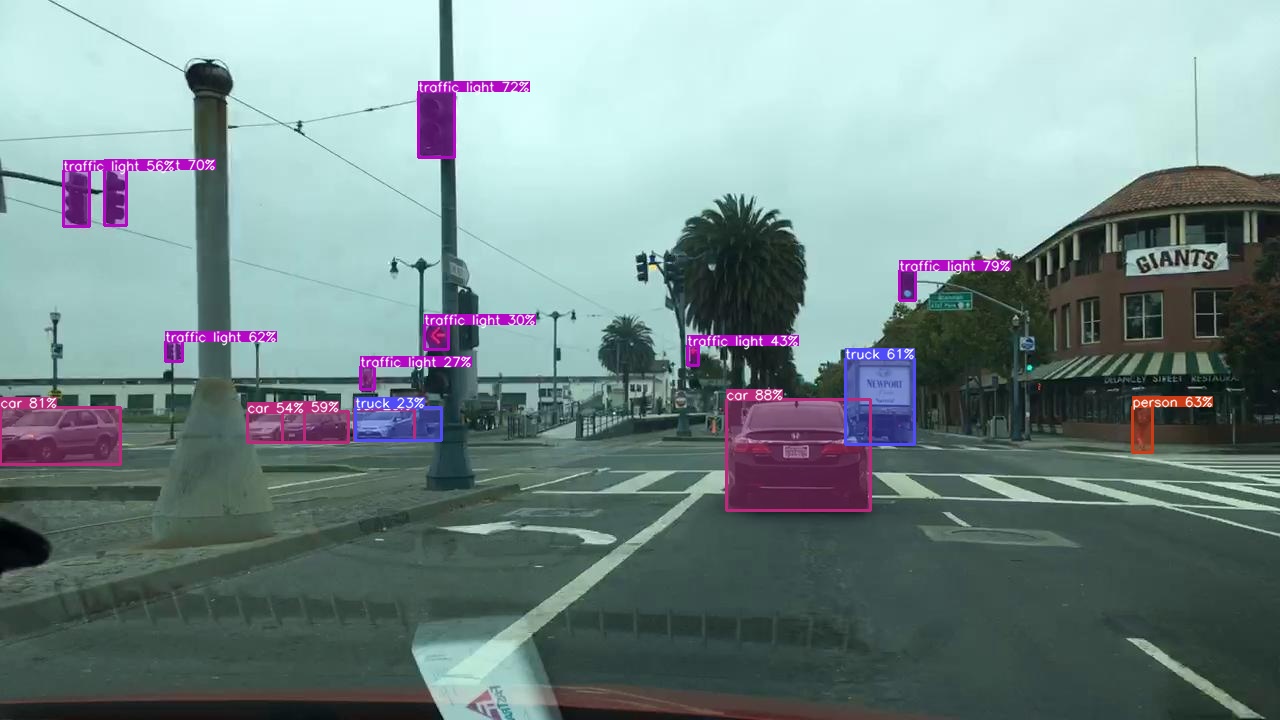 traffic light 72%
traffic light 56%
t 70%
traffic light 79%
GIANTS
traffic light 62%
traffic light 30%
traffic light 43%
traffic light 27%
truck 61%
NEWPORT
DELANCEY STREET RESTAURA
car 88%
car 81%
car 54%
59%
truck 23%
person 63%